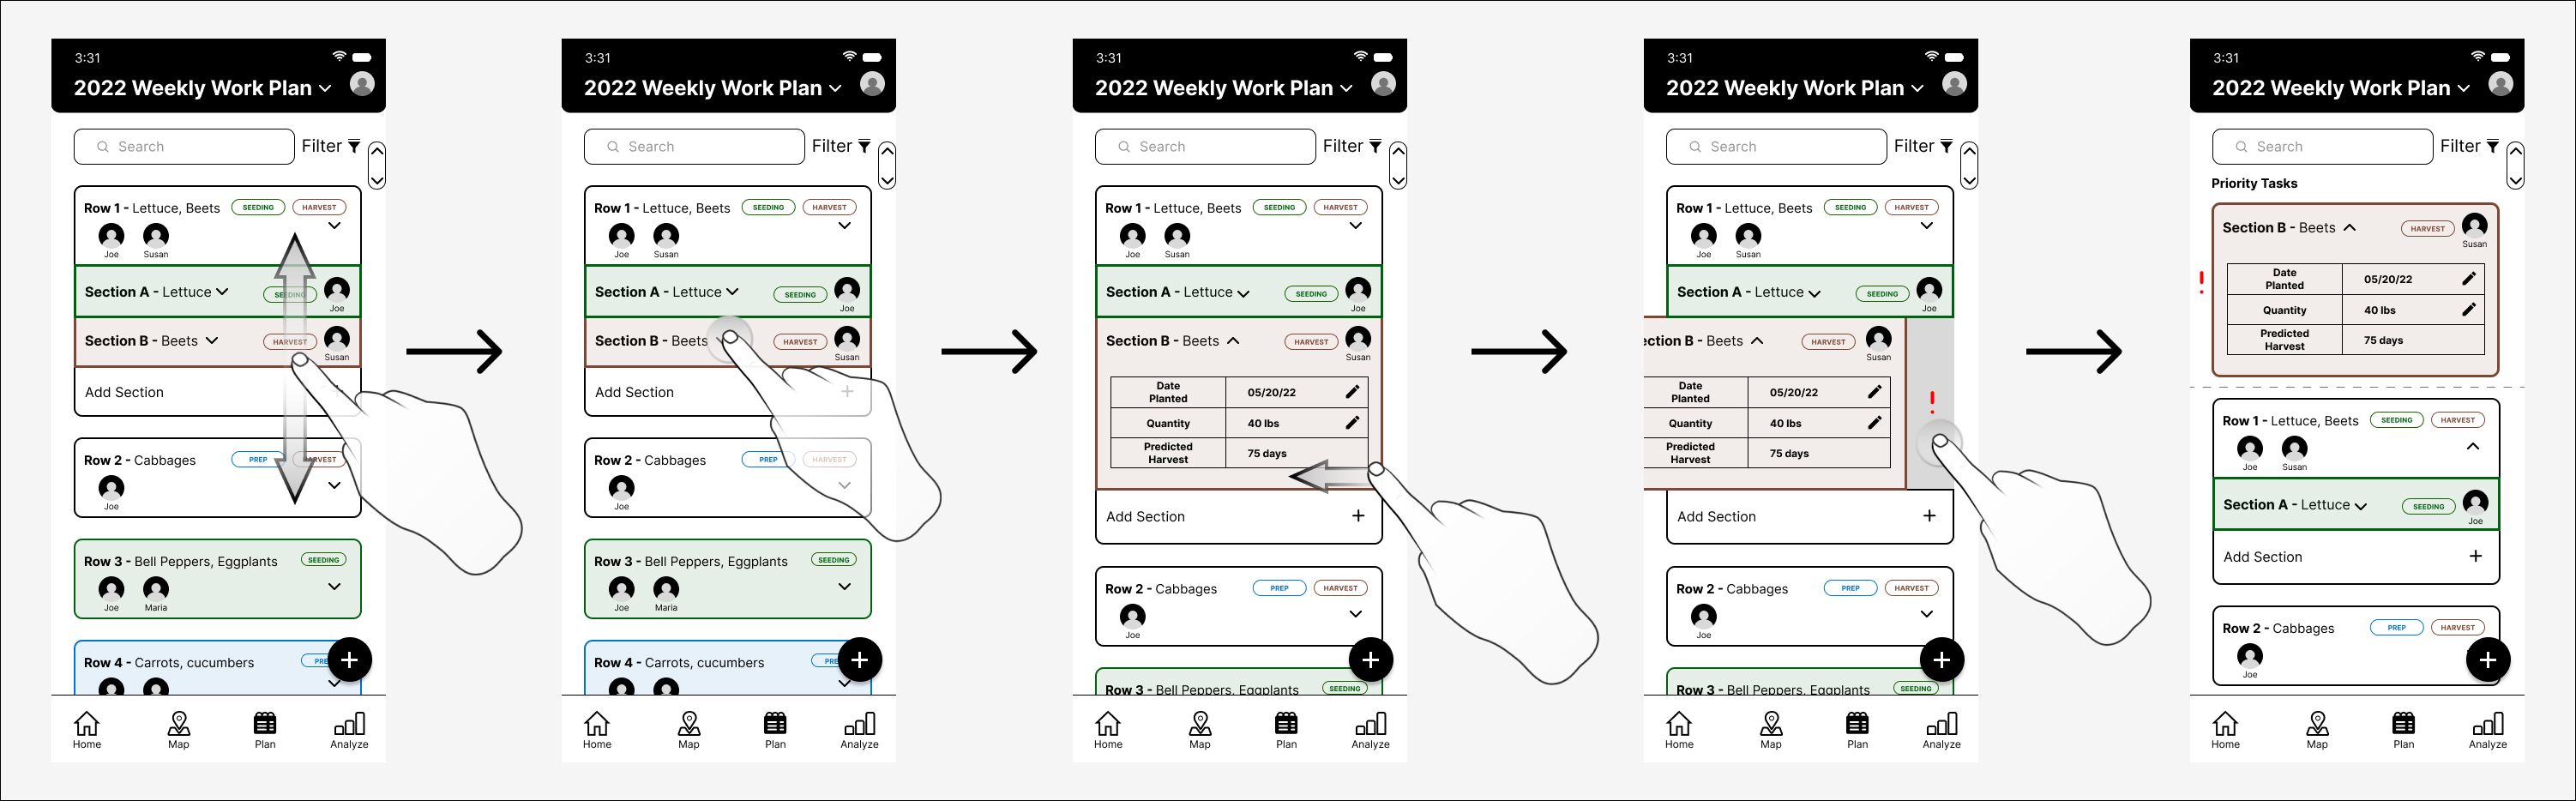 3:31
2022 Weekly Work Plan
Search
Filter
Row 1 - Lettuce, Beets SEEDING HARVEST
Joe Susan
Section A - Lettuce SEEDING
Joe
Section B - Beets HARVEST
Susan
Add Section
Row 2 - Cabbages PREP HARVEST
Joe
Row 3 - Bell Peppers, Eggplants SEEDING
Joe Maria
Row 4 - Carrots, cucumbers PRE
Home Map Plan Analyze
3:31
2022 Weekly Work Plan
Search
Filter
Row 1 - Lettuce, Beets SEEDING HARVEST
Joe Susan
Section A - Lettuce SEEDING
Joe
Section B - Beets HARVEST
Susan
Add Section +
Row 2 - Cabbages PREP HARVEST
Joe
Row 3 - Bell Peppers, Eggplants SEEDING
Joe Maria
Row 4 - Carrots, cucumbers PRE
Home Map Plan Analyze
3:31
2022 Weekly Work Plan
Search
Filter
Row 1 - Lettuce, Beets SEEDING HARVEST
Joe Susan
Section A - Lettuce SEEDING
Joe
Section B - Beets HARVEST
Susan
Date
Planted
05/20/22
Quantity 40 lbs
Predicted
Harvest
75 days
Add Section +
Row 2 - Cabbages PREP HARVEST
Joe
Row 3 - Bell Peppers, Eggplants SEEDING
Home Map Plan Analyze
3:31
2022 Weekly Work Plan
Search
Filter
Row 1 - Lettuce, Beets SEEDING HARVEST
Joe Susan
Section A - Lettuce SEEDING
Joe
ection B - Beets HARVEST
Susan
Date
Planted
05/20/22
Quantity 40 lbs
Predicted
Harvest
75 days
!
Add Section +
Row 2 - Cabbages PREP HARVEST
Joe
Row 3 - Bell Peppers, Eggplants SEEDING
Home Map Plan Analyze
3:31
2022 Weekly Work Plan
Search
Filter
Priority Tasks
Section B - Beets HARVEST
Susan
!
Date
Planted
05/20/22
Quantity 40 lbs
Predicted
Harvest
75 days
Row 1 - Lettuce, Beets SEEDING HARVEST
Joe Susan
Section A - Lettuce SEEDING
Joe
Add Section +
Row 2 - Cabbages PREP HARVEST
Joe
Home Map Plan Analyze